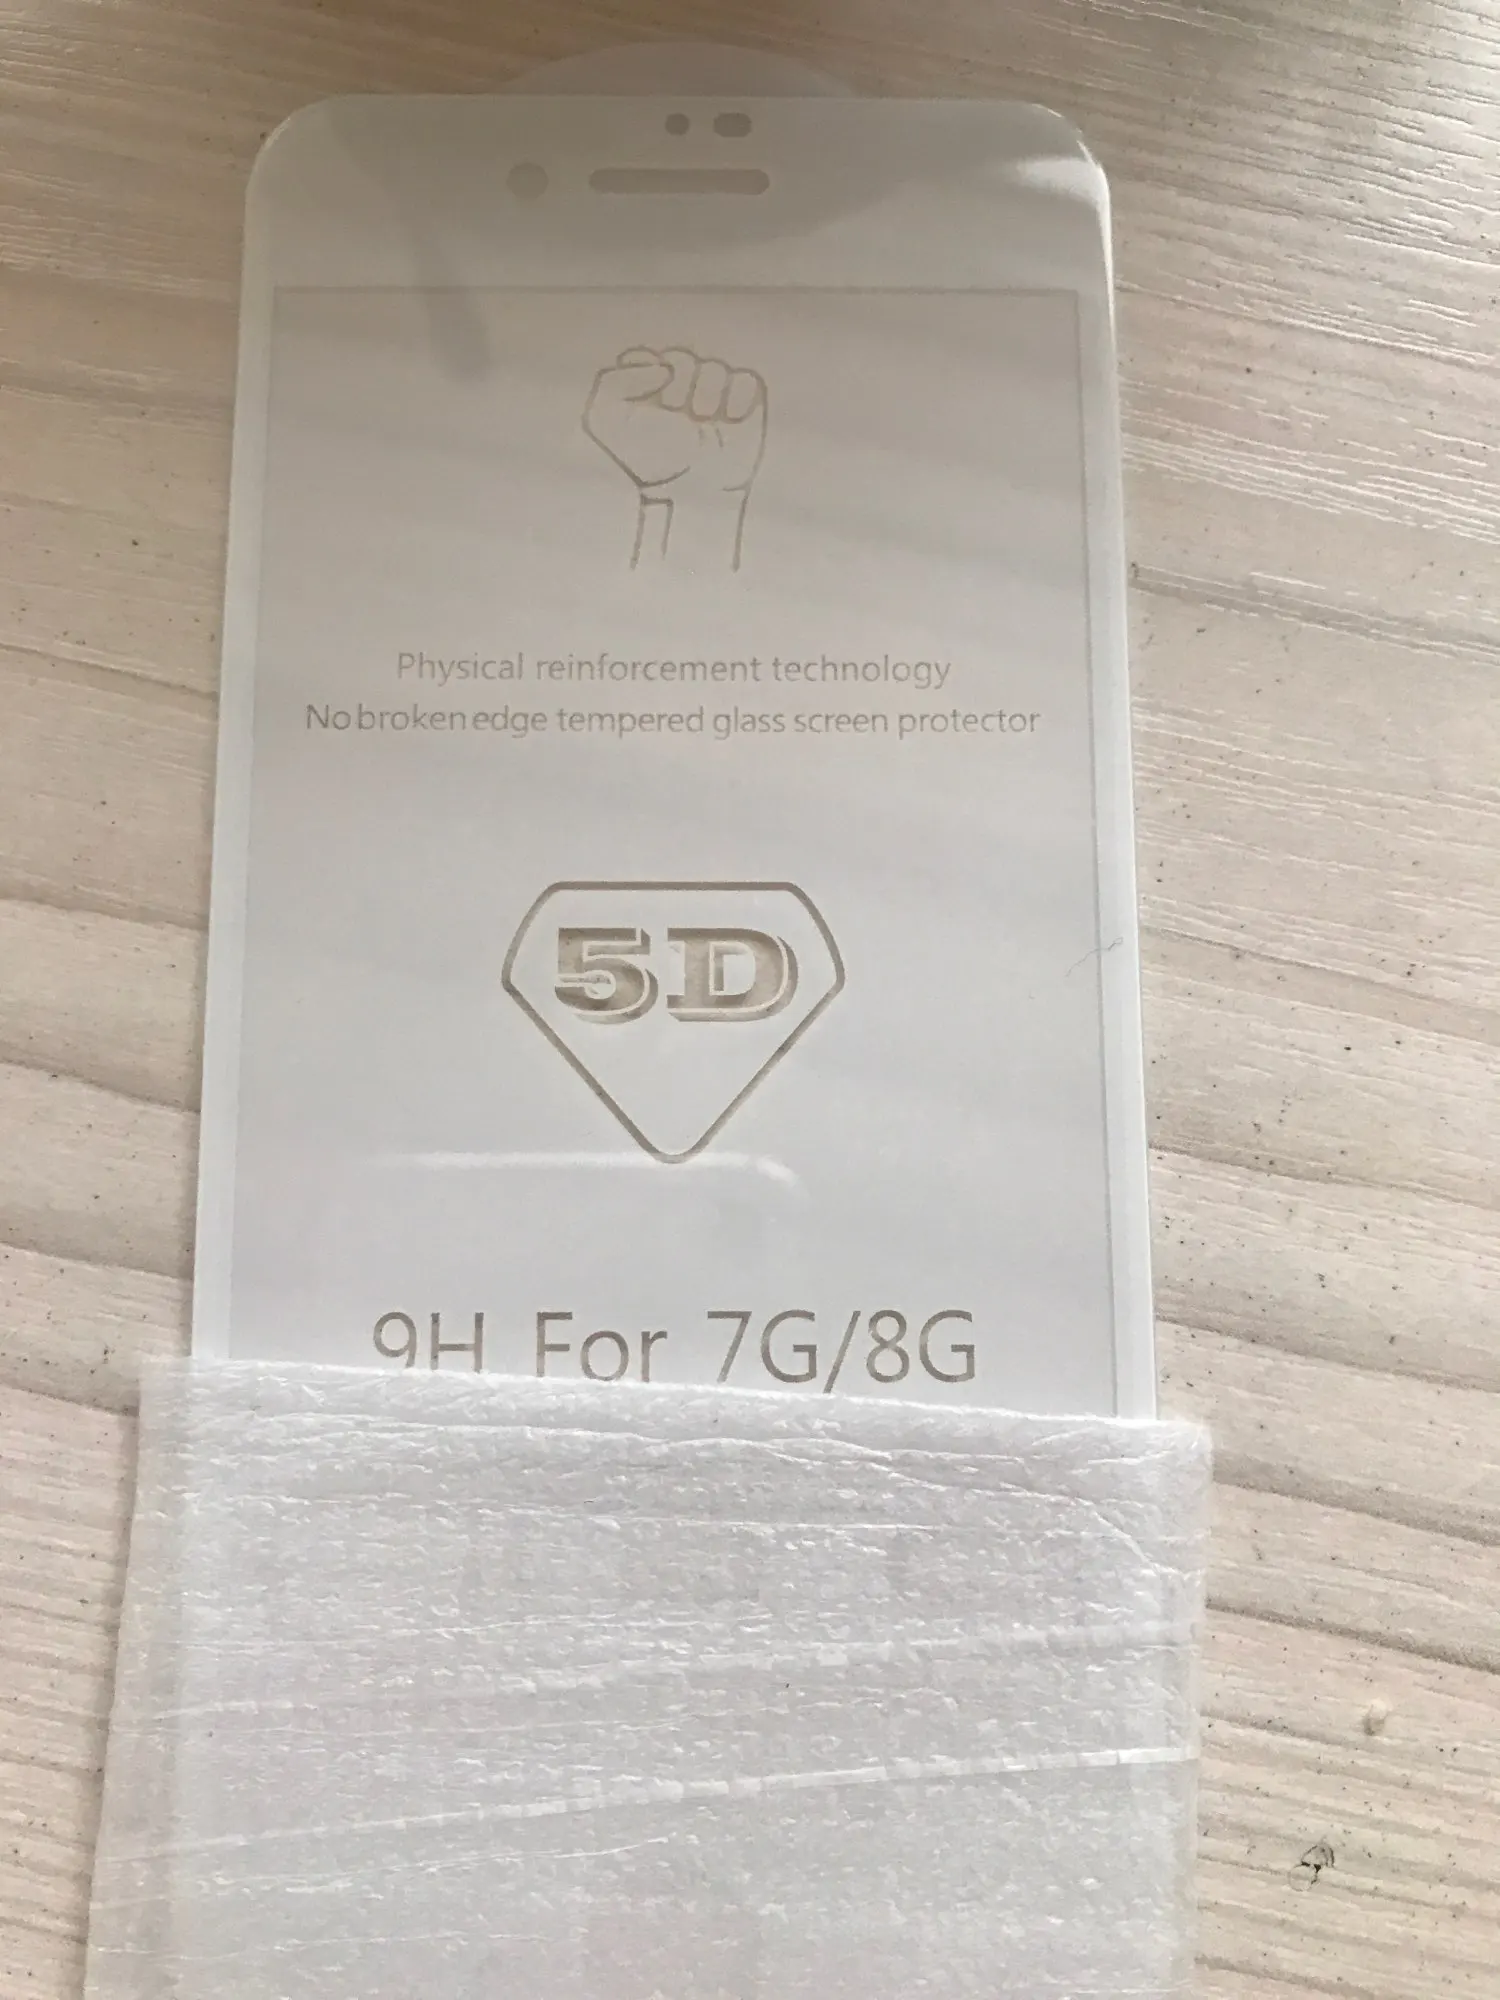 Physical reinforcement technology
No broken edge tempered glass screen protector
5D
9H For 7G/8G